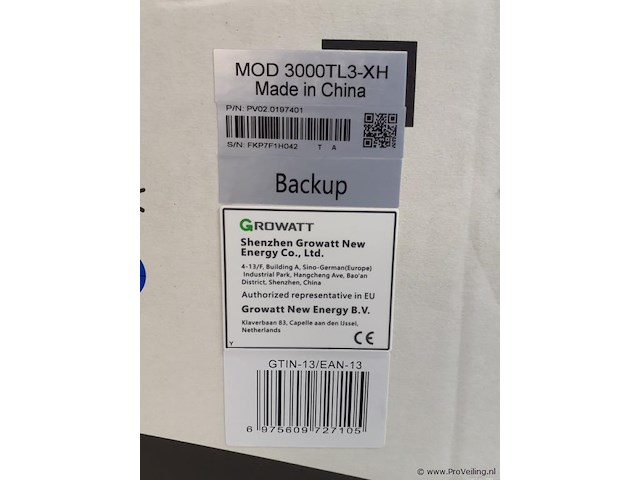 MOD 3000TL3-XH
Made in China
P/N: PV02.0197401
S/N: FKP7F1H042 T A
Backup
GROWATT
Shenzhen Growatt New
Energy Co., Ltd.
4-13/F, Building A, Sino-German(Europe)
Industrial Park, Hangcheng Ave, Bao'an
District, Shenzhen, China
Authorized representative in EU
Growatt New Energy B.V.
Klaverbaan 83, Capelle aan den IJssel,
Netherlands
CE
Y
GTIN-13/EAN-13
6 975609 727105
© www.ProVeiling.nl